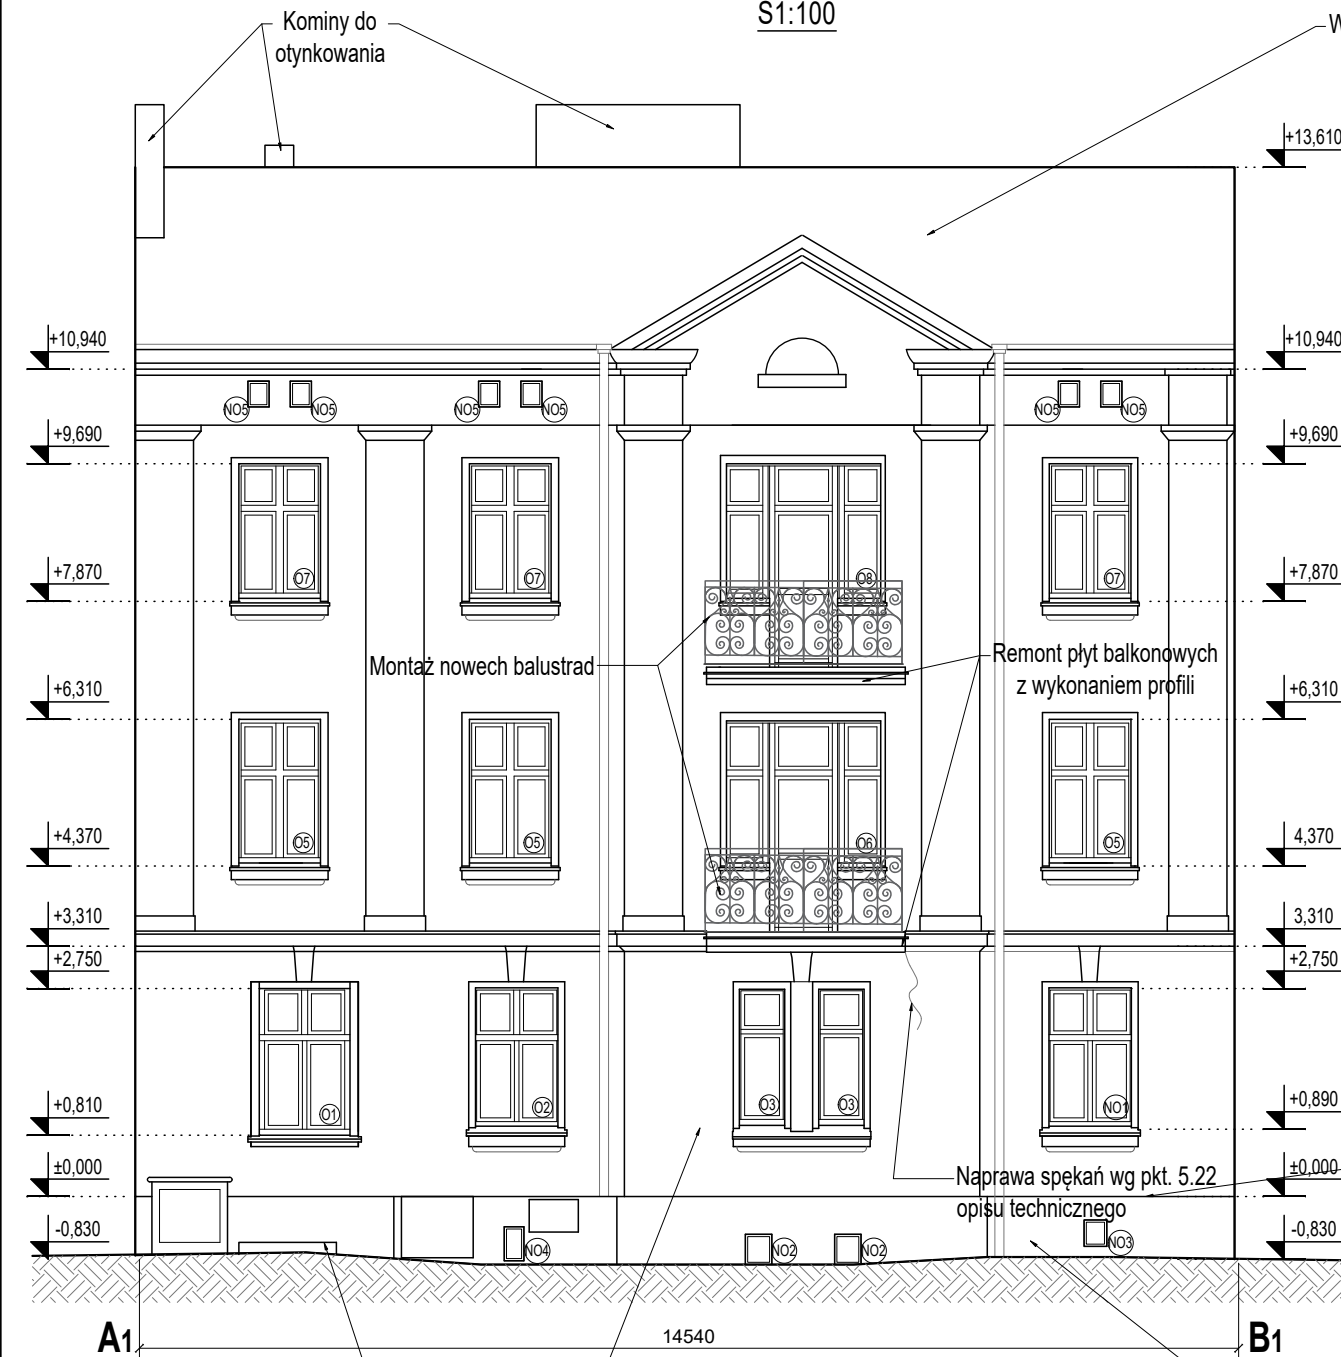 S1:100
Kominy do
otynkowania
W
+13,610
+10,940
+10,940
NO5
NO5
NO5
NO5
NO5
NO5
+9,690
+9,690
+7,870
O7
O7
O8
O7
+7,870
Montaż nowech balustrad
Remont płyt balkonowych
z wykonaniem profili
+6,310
+6,310
+4,370
O5
O5
O6
O5
4,370
+3,310
3,310
+2,750
+2,750
+0,810
O1
O2
O3
O3
NO1
+0,890
±0,000
Naprawa spękań wg pkt. 5.22
opisu technicznego
±0,000
-0,830
NO4
NO2
NO2
NO3
-0,830
A1
14540
B1